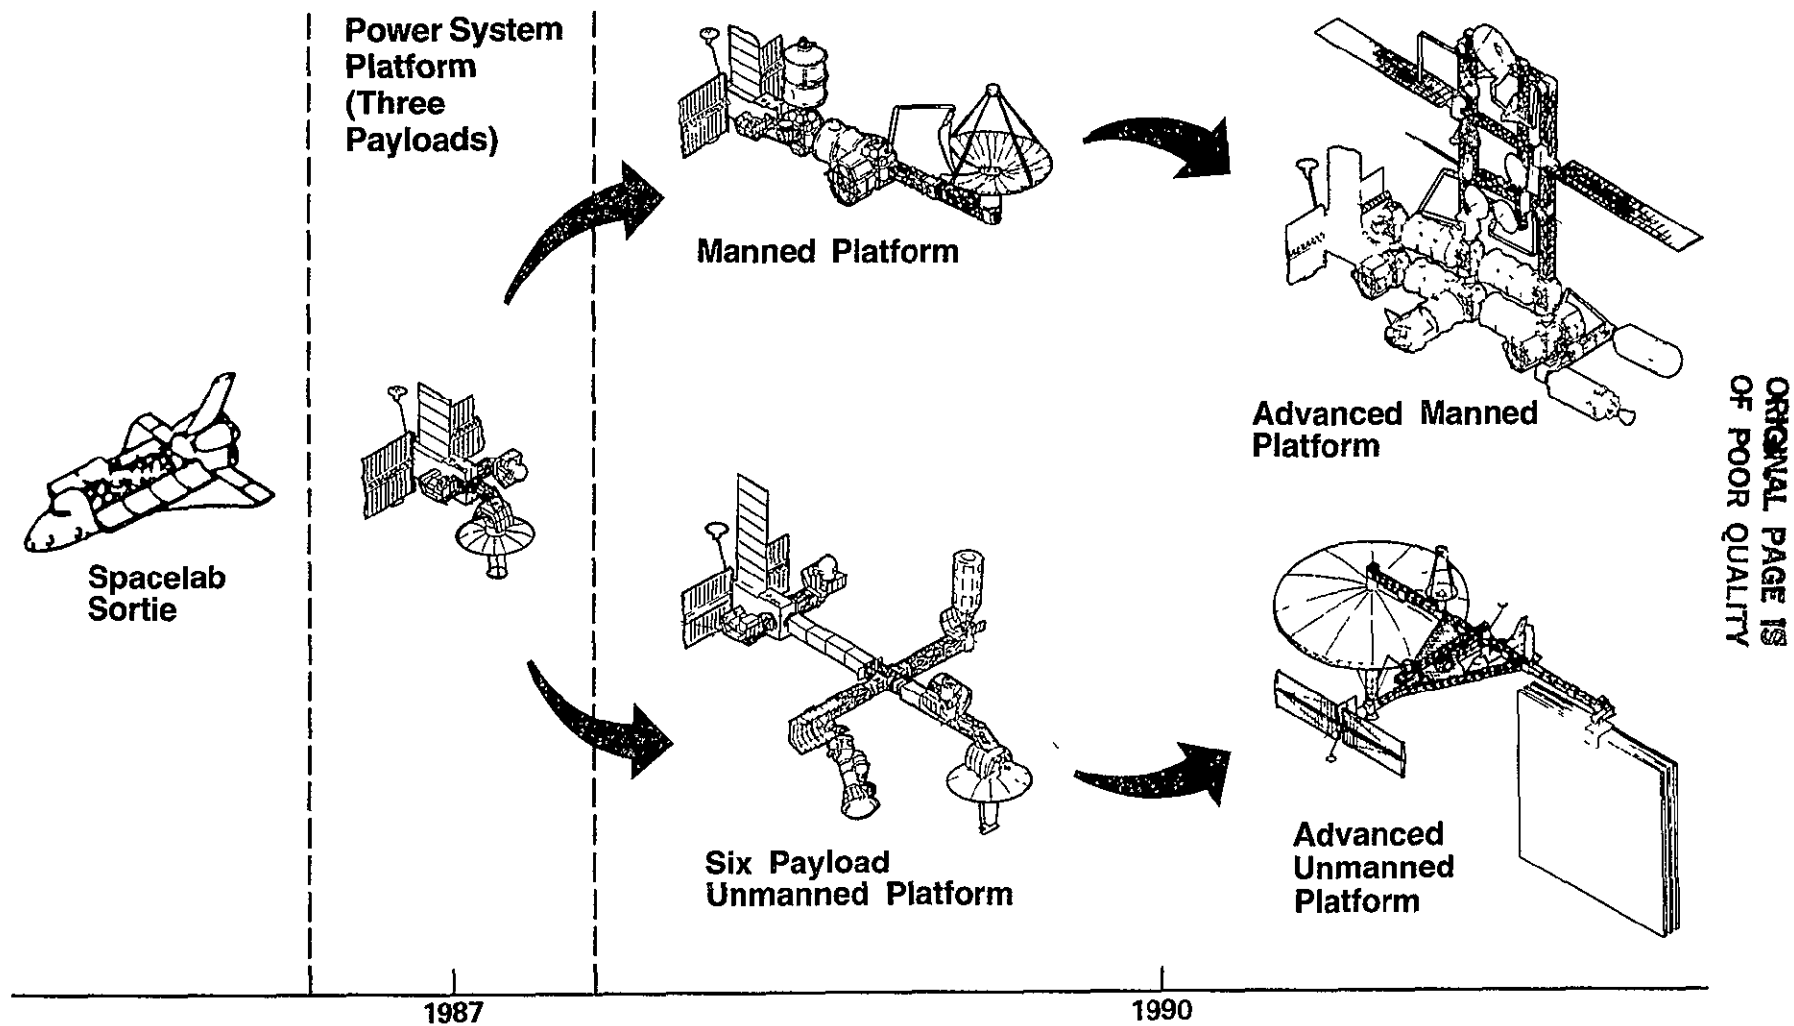 Power System
Platform
(Three
Payloads)
Manned Platform
Advanced Manned
Platform
Spacelab
Sortie
Six Payload
Unmanned Platform
Advanced
Unmanned
Platform
1987
1990
ORIGINAL PAGE IS
OF POOR QUALITY